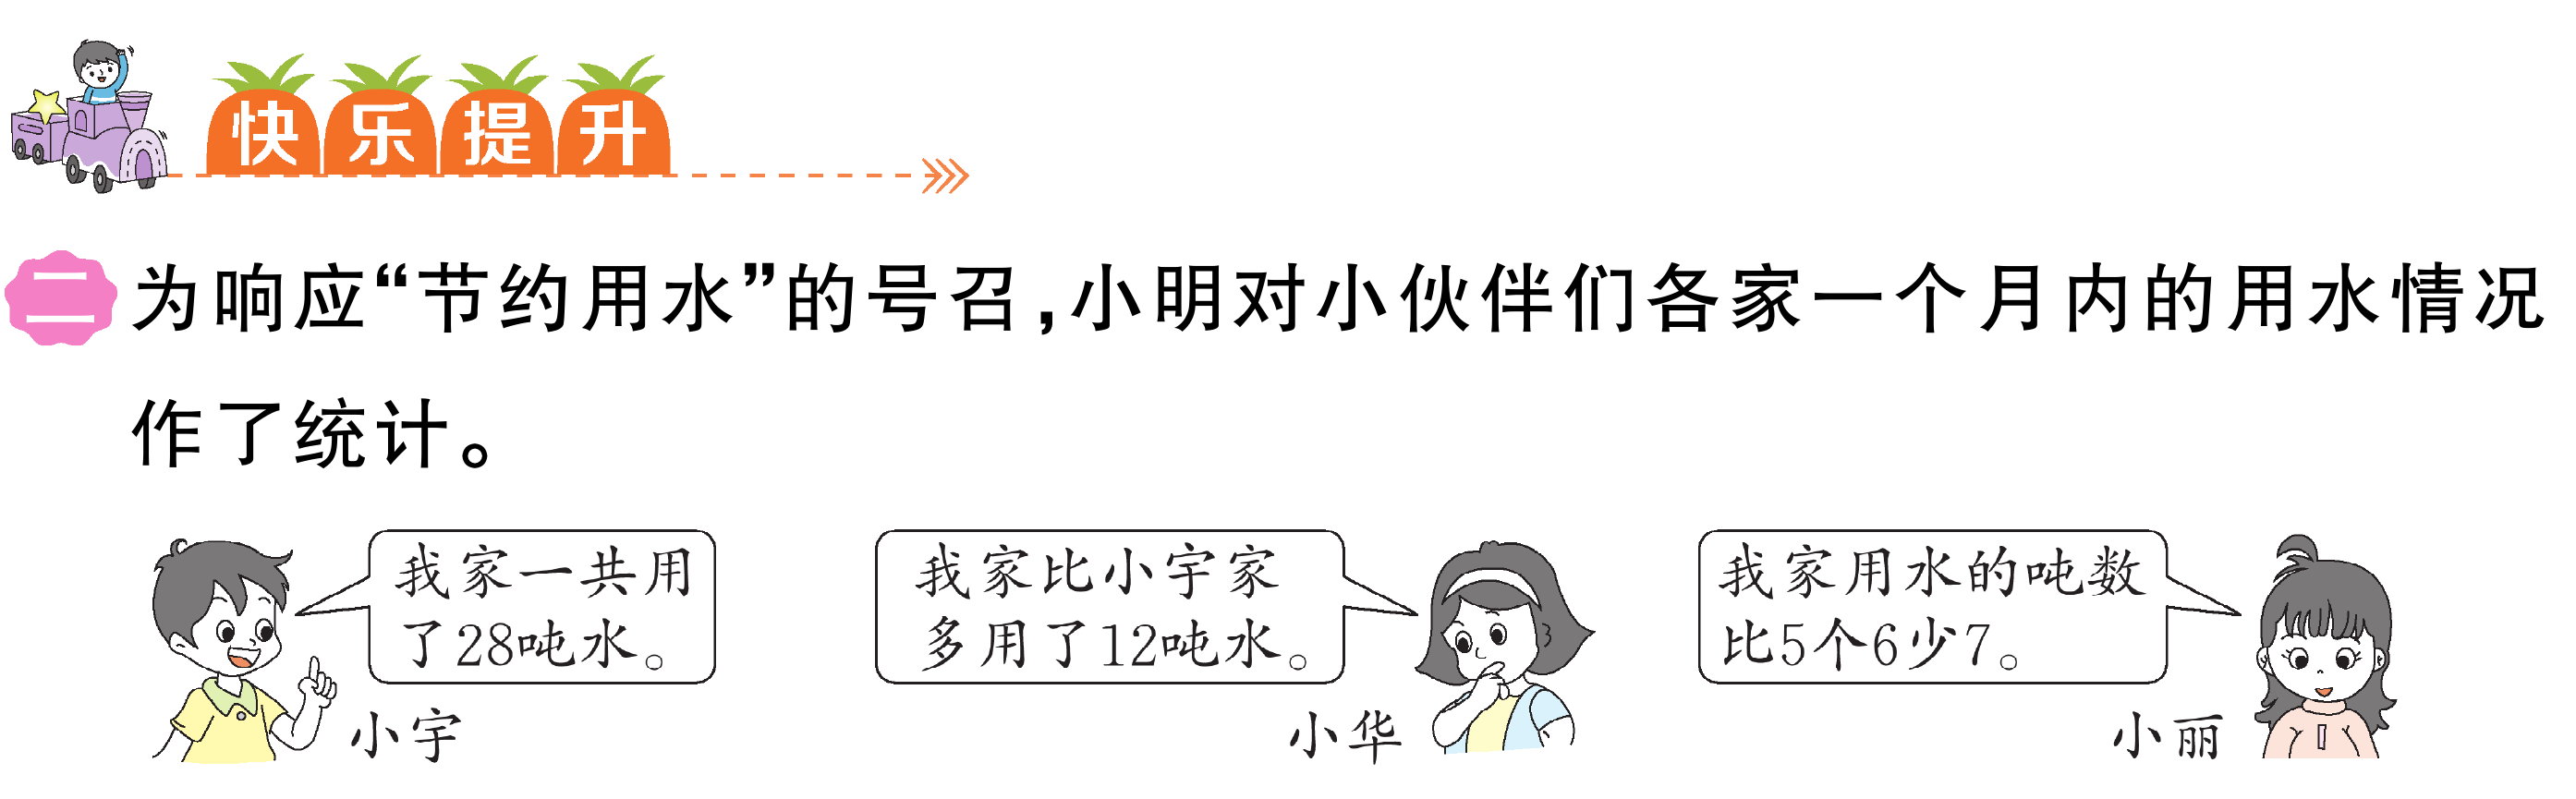 快乐提升
二 为响应“节约用水”的号召,小明对小伙伴们各家一个月内的用水情况
作了统计。
我家一共用
了28吨水。
小宇
我家比小宇家
多用了12吨水。
小华
我家用水的吨数
比5个6少7。
小丽